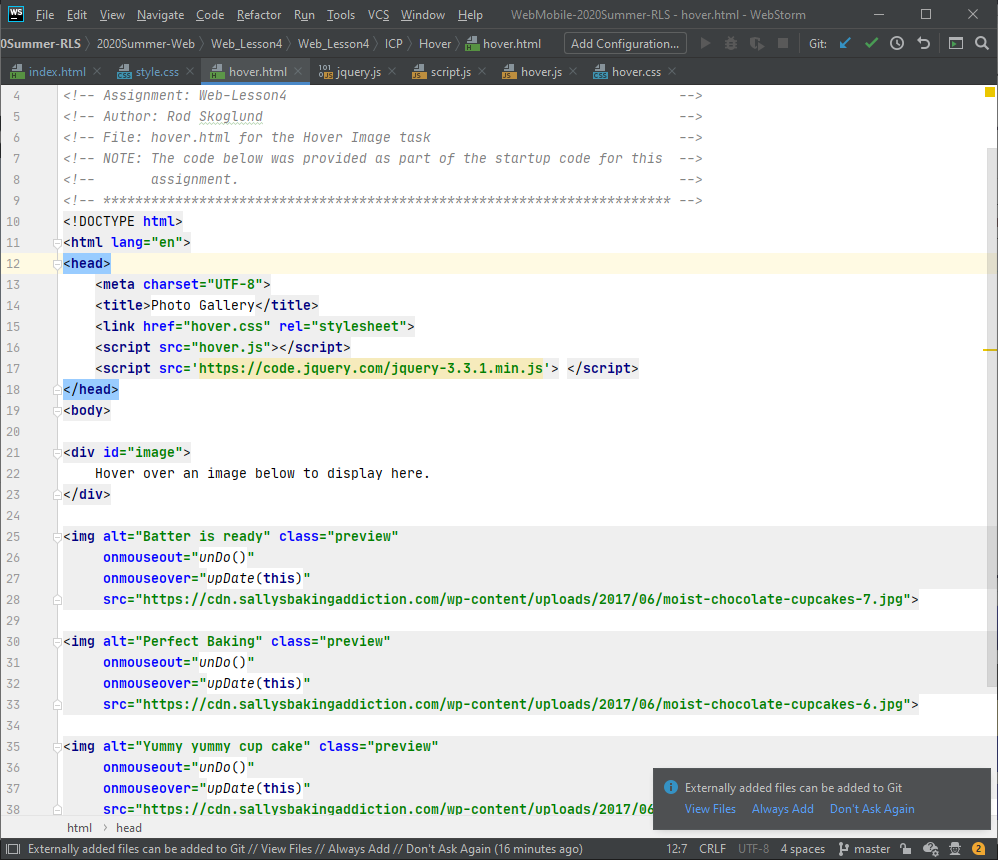 WS File Edit View Navigate Code Refactor Run Tools VCS Window Help WebMobile-2020Summer-RLS - hover.html - WebStorm
0Summer-RLS 2020Summer-Web Web_Lesson4 Web_Lesson4 ICP Hover hover.html Add Configuration... Git:
index.html style.css hover.html jquery.js script.js hover.js hover.css
4 <!-- Assignment: Web-Lesson4 -->
5 <!-- Author: Rod Skoglund -->
6 <!-- File: hover.html for the Hover Image task -->
7 <!-- NOTE: The code below was provided as part of the startup code for this -->
8 <!-- assignment. -->
9 <!-- *********************************************************************** -->
10 <!DOCTYPE html>
11 <html lang="en">
12 <head>
13 <meta charset="UTF-8">
14 <title>Photo Gallery</title>
15 <link href="hover.css" rel="stylesheet">
16 <script src="hover.js"></script>
17 <script src='https://code.jquery.com/jquery-3.3.1.min.js'> </script>
18 </head>
19 <body>
20
21 <div id="image">
22 Hover over an image below to display here.
23 </div>
24
25 <img alt="Batter is ready" class="preview"
26 onmouseout="unDo()"
27 onmouseover="upDate(this)"
28 src="https://cdn.sallysbakingaddiction.com/wp-content/uploads/2017/06/moist-chocolate-cupcakes-7.jpg">
29
30 <img alt="Perfect Baking" class="preview"
31 onmouseout="unDo()"
32 onmouseover="upDate(this)"
33 src="https://cdn.sallysbakingaddiction.com/wp-content/uploads/2017/06/moist-chocolate-cupcakes-6.jpg">
34
35 <img alt="Yummy yummy cup cake" class="preview"
36 onmouseout="unDo()"
37 onmouseover="upDate(this)"
38 src="https://cdn.sallysbakingaddiction.com/wp-content/uploads/2017/06
Externally added files can be added to Git
View Files Always Add Don't Ask Again
html head
Externally added files can be added to Git // View Files // Always Add // Don't Ask Again (16 minutes ago) 12:7 CRLF UTF-8 4 spaces master 2